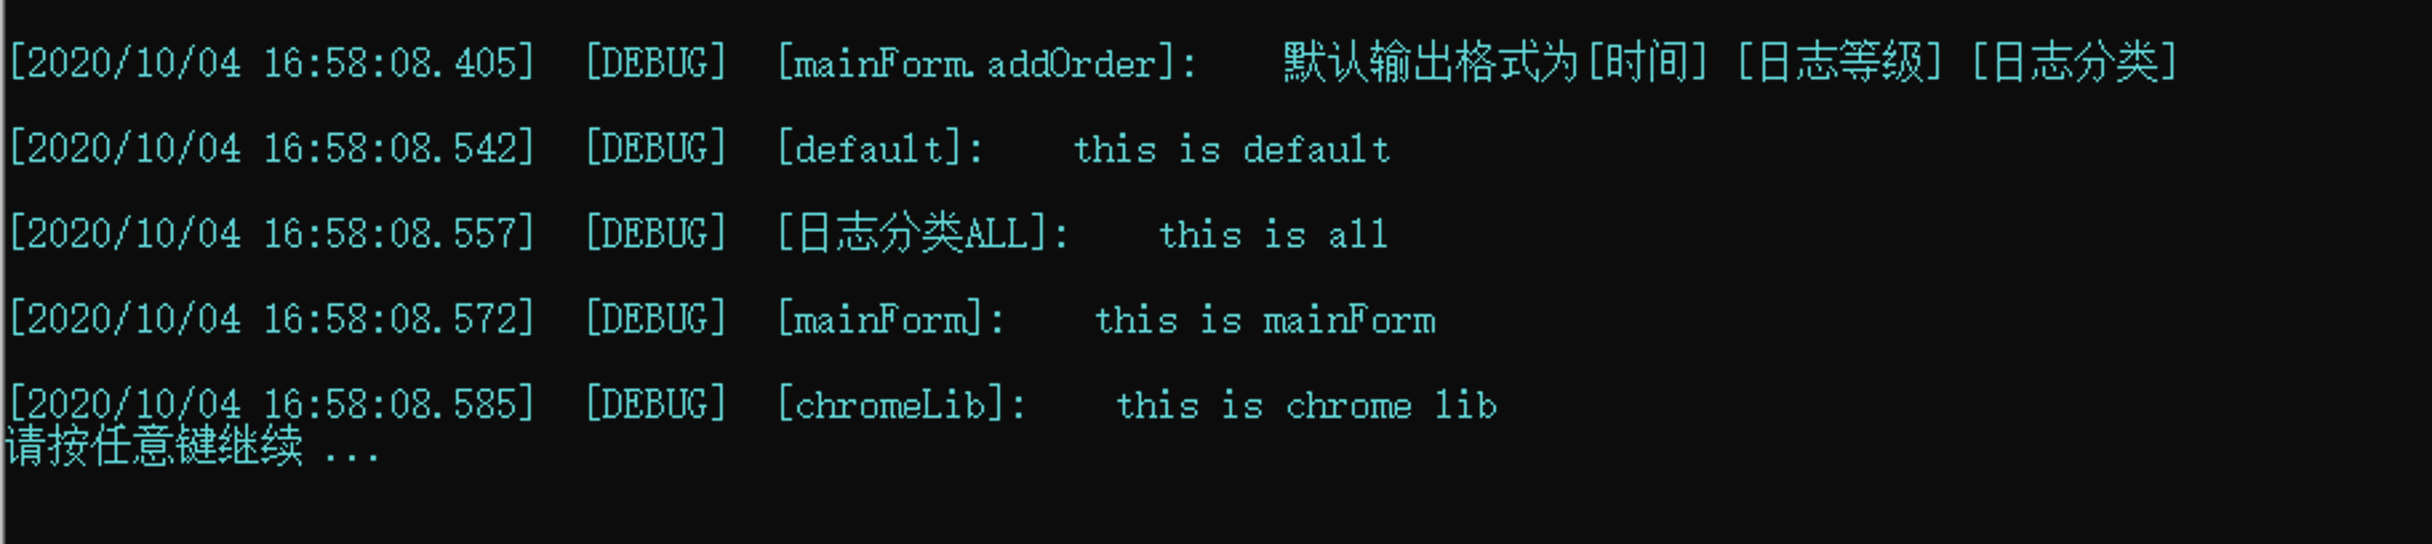 [2020/10/04 16:58:08.405] [DEBUG] [mainForm.addOrder]: 默认输出格式为[时间] [日志等级] [日志分类]
[2020/10/04 16:58:08.542] [DEBUG] [default]: this is default
[2020/10/04 16:58:08.557] [DEBUG] [日志分类ALL]: this is all
[2020/10/04 16:58:08.572] [DEBUG] [mainForm]: this is mainForm
[2020/10/04 16:58:08.585] [DEBUG] [chromeLib]: this is chrome lib
请按任意键继续 ...